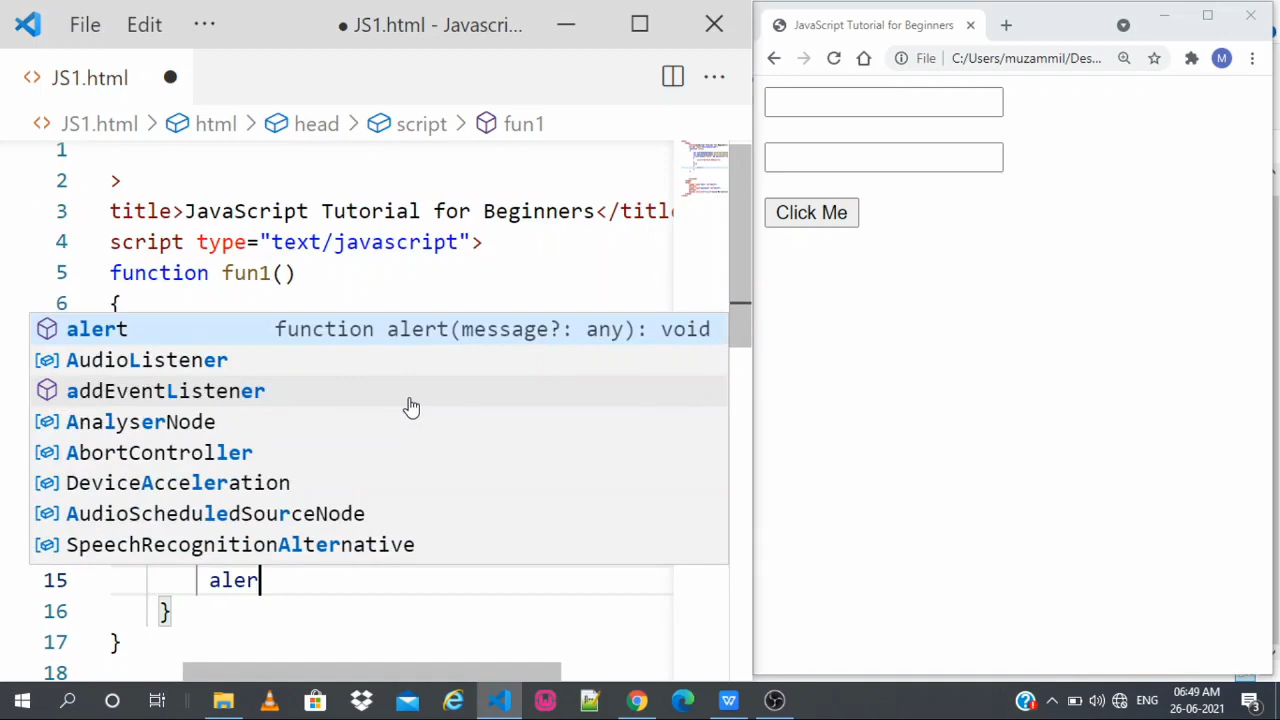 File Edit ··· ● JS1.html - Javascri...
JS1.html ● ···
JS1.html > html > head > script > fun1
1
2 >
3 title>JavaScript Tutorial for Beginners</title
4 script type="text/javascript">
5 function fun1()
6 {
alert function alert(message?: any): void
AudioListener
addEventListener
AnalyserNode
AbortController
DeviceAcceleration
AudioScheduledSourceNode
SpeechRecognitionAlternative
15 aler
16 }
17 }
18
JavaScript Tutorial for Beginners
File C:/Users/muzammil/Des... M
Click Me
ENG 06:49 AM
26-06-2021 3